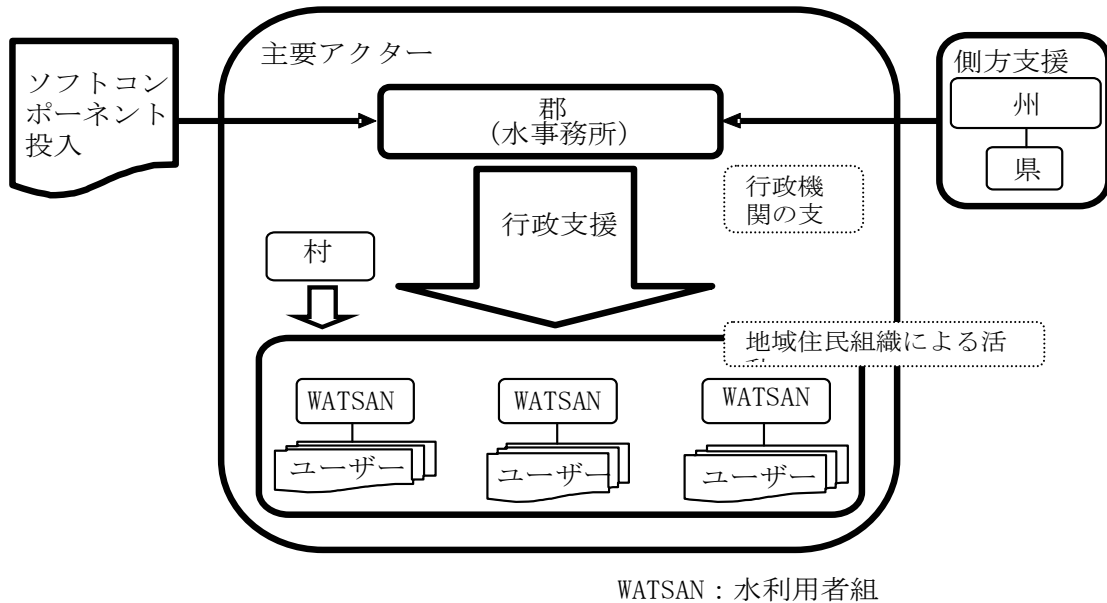 主要アクター
ソフトコン
ポーネント
投入
郡
(水事務所)
側方支援
州
県
行政機
関の支
行政支援
村
地域住民組織による活
WATSAN
WATSAN
WATSAN
ユーザー
ユーザー
ユーザー
WATSAN：水利用者組